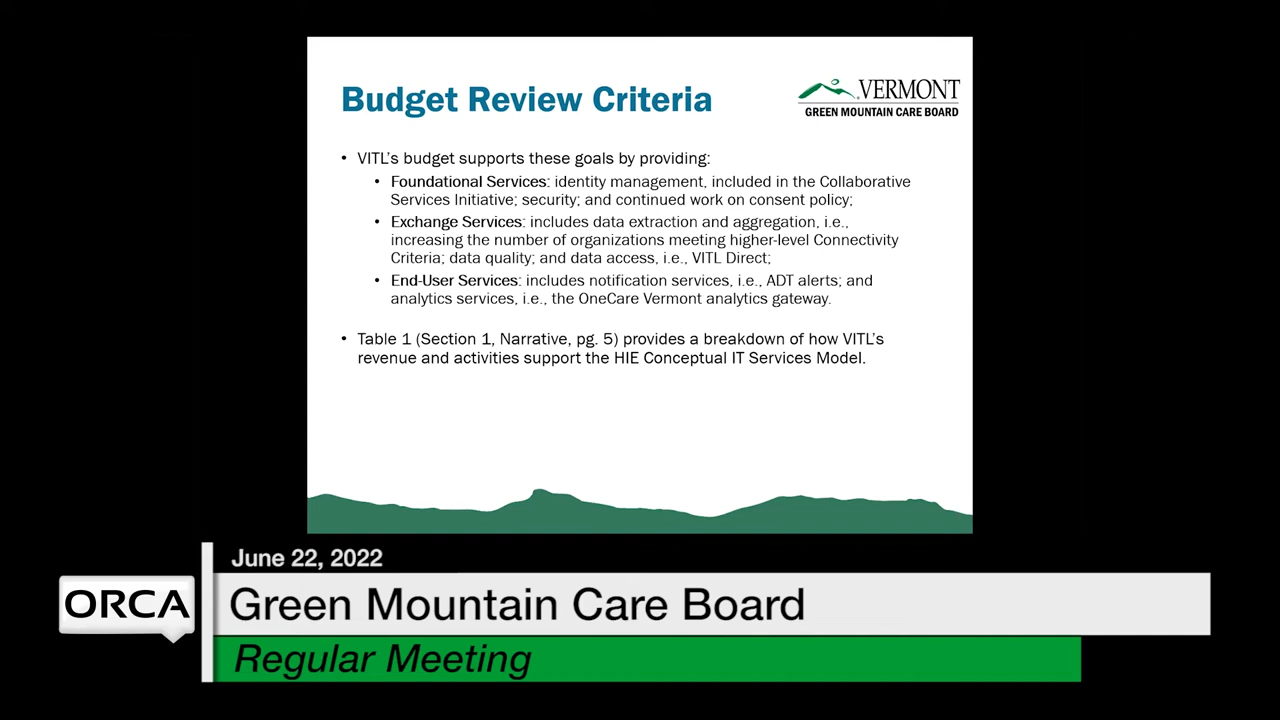 Budget Review Criteria
VERMONT
GREEN MOUNTAIN CARE BOARD
• VITL's budget supports these goals by providing:
• Foundational Services: identity management, included in the Collaborative
Services Initiative; security; and continued work on consent policy;
• Exchange Services: includes data extraction and aggregation, i.e.,
increasing the number of organizations meeting higher-level Connectivity
Criteria; data quality; and data access, i.e., VITL Direct;
• End-User Services: includes notification services, i.e., ADT alerts; and
analytics services, i.e., the OneCare Vermont analytics gateway.
• Table 1 (Section 1, Narrative, pg. 5) provides a breakdown of how VITL's
revenue and activities support the HIE Conceptual IT Services Model.
June 22, 2022
ORCA
Green Mountain Care Board
Regular Meeting